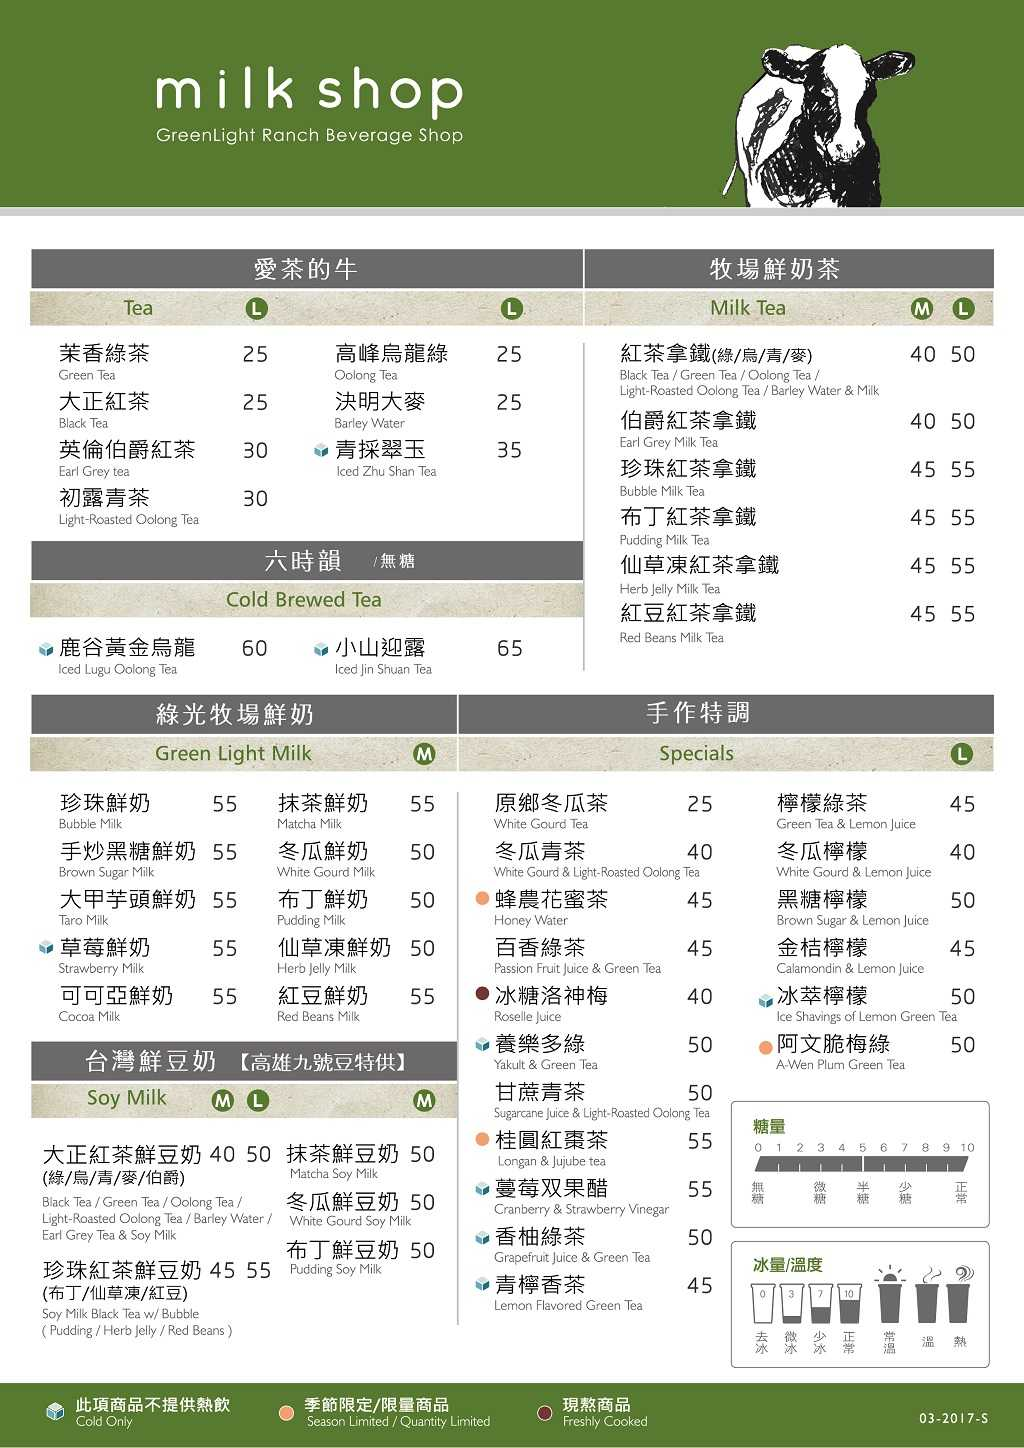 milk shop
GreenLight Ranch Beverage Shop
愛茶的牛
Tea L L
茉香綠茶 25
Green Tea
大正紅茶 25
Black Tea
英倫伯爵紅茶 30
Earl Grey tea
初露青茶 30
Light-Roasted Oolong Tea
高峰烏龍綠 25
Oolong Tea
決明大麥 25
Barley Water
青採翠玉 35
Iced Zhu Shan Tea
六時韻 /無糖
Cold Brewed Tea
鹿谷黃金烏龍 60
Iced Lugu Oolong Tea
小山迎露 65
Iced Jin Shuan Tea
牧場鮮奶茶
Milk Tea M L
紅茶拿鐵(綠/烏/青/麥) 40 50
Black Tea / Green Tea / Oolong Tea /
Light-Roasted Oolong Tea / Barley Water & Milk
伯爵紅茶拿鐵 40 50
Earl Grey Milk Tea
珍珠紅茶拿鐵 45 55
Bubble Milk Tea
布丁紅茶拿鐵 45 55
Pudding Milk Tea
仙草凍紅茶拿鐵 45 55
Herb Jelly Milk Tea
紅豆紅茶拿鐵 45 55
Red Beans Milk Tea
綠光牧場鮮奶
Green Light Milk M
珍珠鮮奶 55
Bubble Milk
手炒黑糖鮮奶 55
Brown Sugar Milk
大甲芋頭鮮奶 55
Taro Milk
草莓鮮奶 55
Strawberry Milk
可可亞鮮奶 55
Cocoa Milk
抹茶鮮奶 55
Matcha Milk
冬瓜鮮奶 50
White Gourd Milk
布丁鮮奶 50
Pudding Milk
仙草凍鮮奶 50
Herb Jelly Milk
紅豆鮮奶 55
Red Beans Milk
台灣鮮豆奶 【高雄九號豆特供】
Soy Milk M L M
大正紅茶鮮豆奶 40 50
(綠/烏/青/麥/伯爵)
Black Tea / Green Tea / Oolong Tea /
Light-Roasted Oolong Tea / Barley Water /
Earl Grey Tea & Soy Milk
珍珠紅茶鮮豆奶 45 55
(布丁/仙草凍/紅豆)
Soy Milk Black Tea w/ Bubble
( Pudding / Herb Jelly / Red Beans )
抹茶鮮豆奶 50
Matcha Soy Milk
冬瓜鮮豆奶 50
White Gourd Soy Milk
布丁鮮豆奶 50
Pudding Soy Milk
手作特調
Specials L
原鄉冬瓜茶 25
White Gourd Tea
冬瓜青茶 40
White Gourd & Light-Roasted Oolong Tea
蜂農花蜜茶 45
Honey Water
百香綠茶 45
Passion Fruit Juice & Green Tea
冰糖洛神梅 40
Roselle Juice
養樂多綠 50
Yakult & Green Tea
甘蔗青茶 50
Sugarcane Juice & Light-Roasted Oolong Tea
桂圓紅棗茶 55
Longan & Jujube tea
蔓莓双果醋 55
Cranberry & Strawberry Vinegar
香柚綠茶 50
Grapefruit Juice & Green Tea
青檸香茶 45
Lemon Flavored Green Tea
檸檬綠茶 45
Green Tea & Lemon Juice
冬瓜檸檬 40
White Gourd & Lemon Juice
黑糖檸檬 50
Brown Sugar & Lemon Juice
金桔檸檬 45
Calamondin & Lemon Juice
冰萃檸檬 50
Ice Shavings of Lemon Green Tea
阿文脆梅綠 50
A-Wen Plum Green Tea
糖量
0 1 2 3 4 5 6 7 8 9 10
無糖 微糖 半糖 少糖 正常
冰量/溫度
0 3 7 10
去冰 微冰 少冰 正常 常溫 溫 熱
此項商品不提供熱飲
Cold Only
季節限定/限量商品
Season Limited / Quantity Limited
現熬商品
Freshly Cooked
03-2017-S